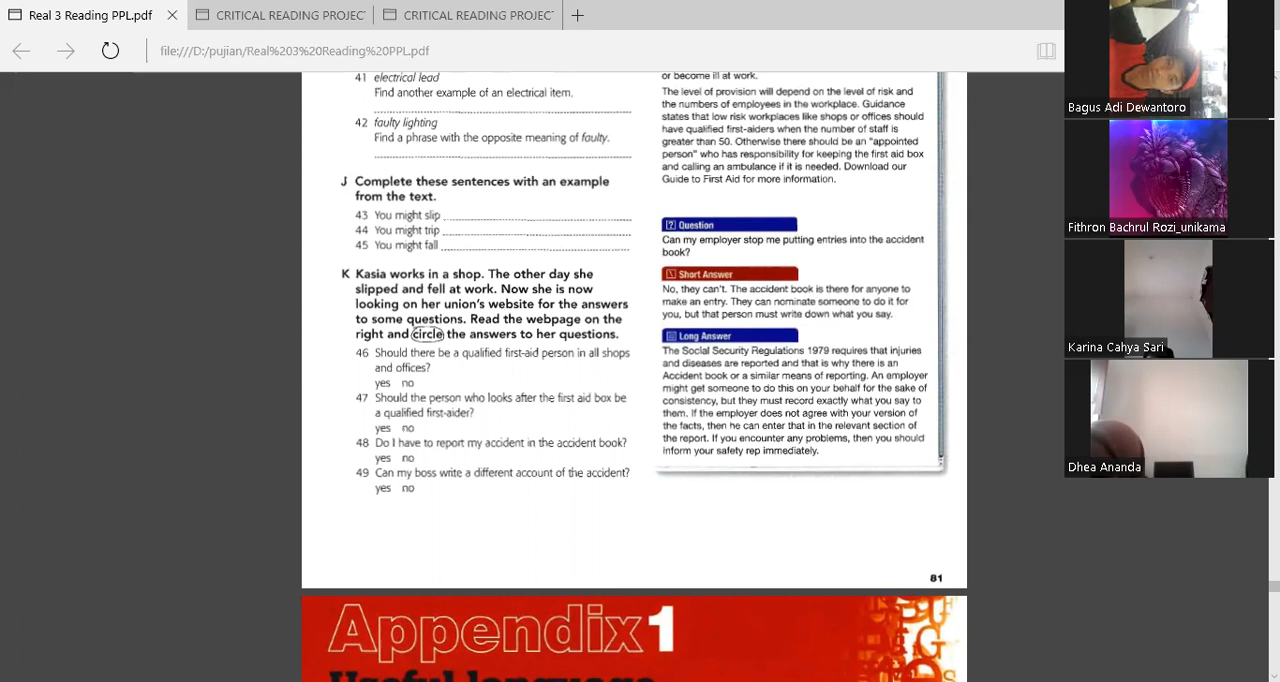 Real 3 Reading PPL.pdf
CRITICAL READING PROJECT
CRITICAL READING PROJEC
file:///D:/pujian/Real%203%20Reading%20PPL.pdf
41 electrical lead
Find another example of an electrical item.
42 faulty lighting
Find a phrase with the opposite meaning of faulty.
J Complete these sentences with an example
from the text.
43 You might slip
44 You might trip
45 You might fall
K Kasia works in a shop. The other day she
slipped and fell at work. Now she is now
looking on her union's website for the answers
to some questions. Read the webpage on the
right and circle the answers to her questions.
46 Should there be a qualified first-aid person in all shops
and offices?
yes no
47 Should the person who looks after the first aid box be
a qualified first-aider?
yes no
48 Do I have to report my accident in the accident book?
yes no
49 Can my boss write a different account of the accident?
yes no
or become ill at work.
The level of provision will depend on the level of risk and
the numbers of employees in the workplace. Guidance
states that low risk workplaces like shops or offices should
have qualified first-aiders when the number of staff is
greater than 50. Otherwise there should be an "appointed
person" who has responsibility for keeping the first aid box
and calling an ambulance if it is needed. Download our
Guide to First Aid for more information.
? Question
Can my employer stop me putting entries into the accident
book?
Short Answer
No, they can't. The accident book is there for anyone to
make an entry. They can nominate someone to do it for
you, but that person must write down what you say.
Long Answer
The Social Security Regulations 1979 requires that injuries
and diseases are reported and that is why there is an
Accident book or a similar means of reporting. An employer
might get someone to do this on your behalf for the sake of
consistency, but they must record exactly what you say to
them. If the employer does not agree with your version of
the facts, then he can enter that in the relevant section of
the report. If you encounter any problems, then you should
inform your safety rep immediately.
81
Appendix 1
Useful language
Bagus Adi Dewantoro
Fithron Bachrul Rozi_unikama
Karina Cahya Sari
Dhea Ananda